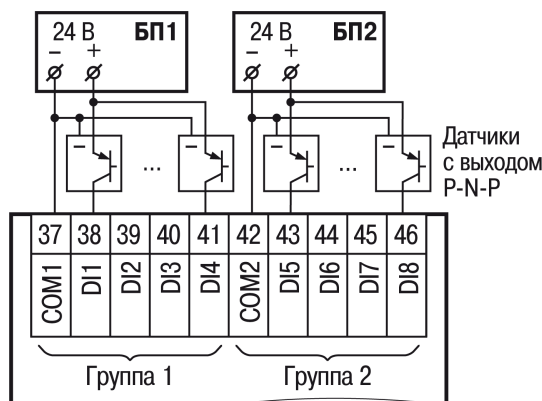 24 В БП1
– +
24 В БП2
– +
– ... –
– ... –
Датчики
с выходом
P-N-P
37 38 39 40 41 42 43 44 45 46
COM1 DI1 DI2 DI3 DI4 COM2 DI5 DI6 DI7 DI8
Группа 1 Группа 2